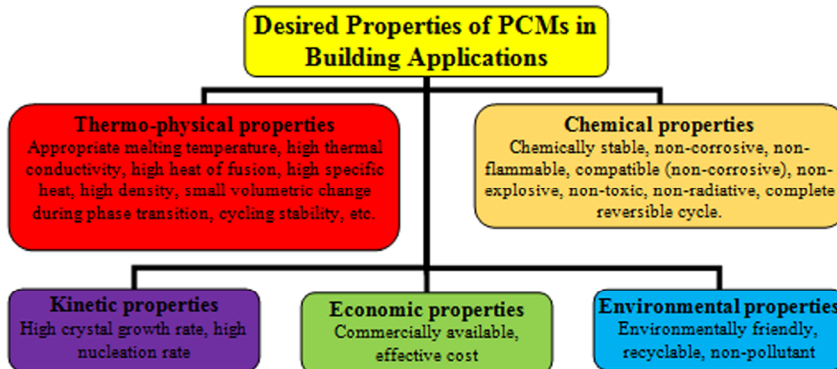 Desired Properties of PCMs in
Building Applications
Thermo-physical properties
Appropriate melting temperature, high thermal
conductivity, high heat of fusion, high specific
heat, high density, small volumetric change
during phase transition, cycling stability, etc.
Chemical properties
Chemically stable, non-corrosive, non-
flammable, compatible (non-corrosive), non-
explosive, non-toxic, non-radiative, complete
reversible cycle.
Kinetic properties
High crystal growth rate, high
nucleation rate
Economic properties
Commercially available,
effective cost
Environmental properties
Environmentally friendly,
recyclable, non-pollutant